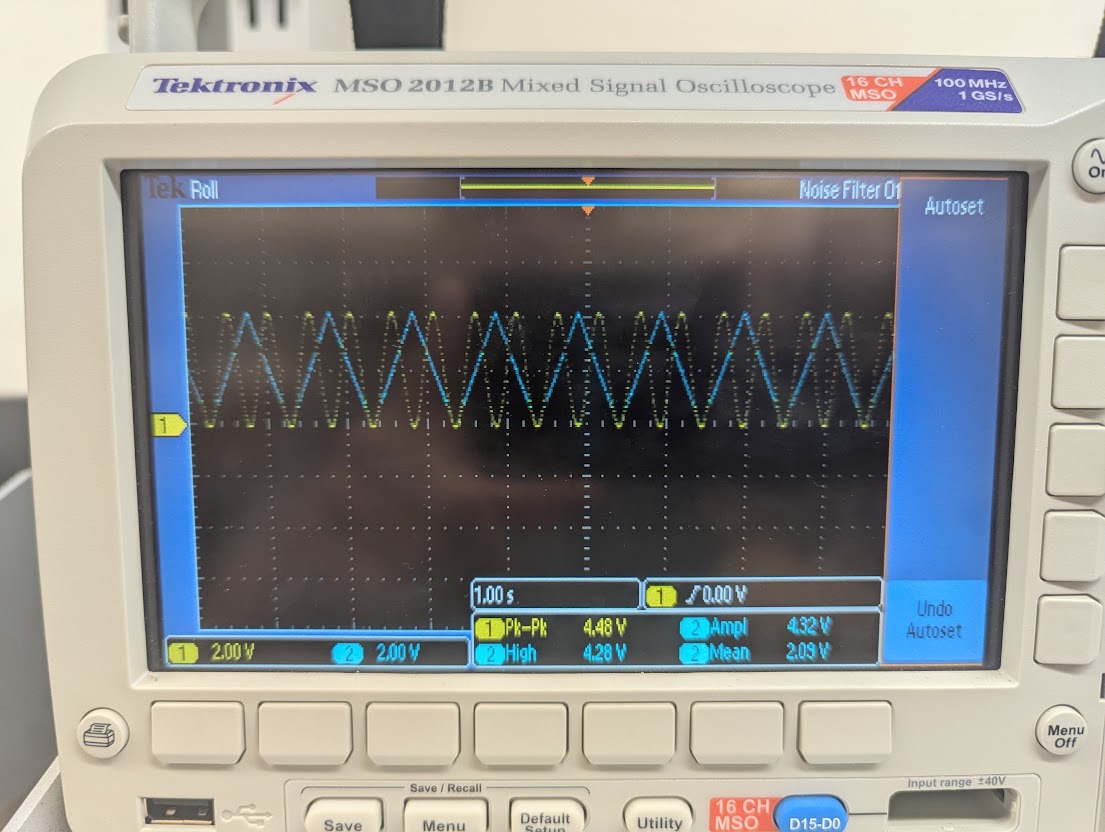 Tektronix MSO 2012B Mixed Signal Oscilloscope
16 CH
MSO
100 MHz
1 GS/s
Tek Roll
Noise Filter Of
Autoset
1
1.00 s
1 0.00 V
1 Pk-Pk 4.48 V
2 Ampl 4.32 V
2 High 4.28 V
2 Mean 2.09 V
1 2.00 V
2 2.00 V
Undo
Autoset
On
Menu
Off
Save / Recall
Save
Menu
Default
Setup
Utility
16 CH
MSO
D15-D0
Input range ±40V